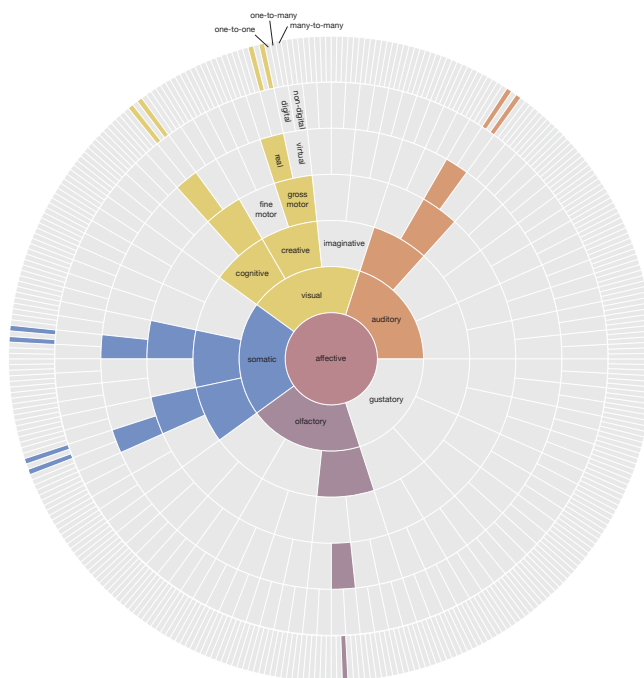 one-to-many
one-to-one
many-to-many
digital
non-digital
real
virtual
fine
motor
gross
motor
cognitive
creative
imaginative
visual
auditory
somatic
affective
gustatory
olfactory